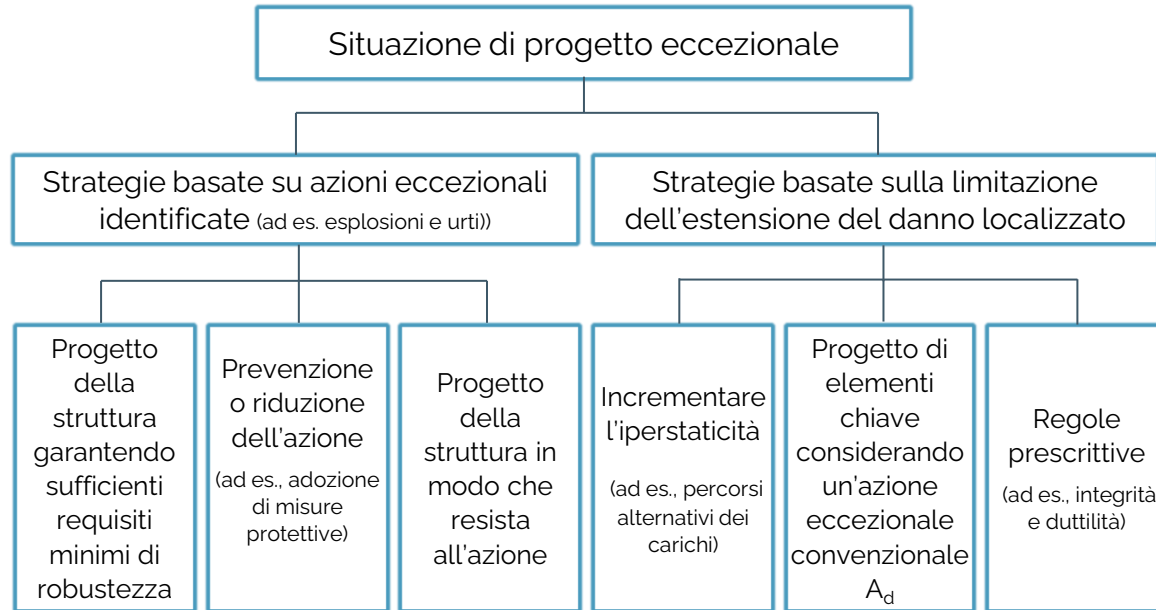 Situazione di progetto eccezionale
Strategie basate su azioni eccezionali
identificate (ad es. esplosioni e urti))
Strategie basate sulla limitazione
dell'estensione del danno localizzato
Progetto
della
struttura
garantendo
sufficienti
requisiti
minimi di
robustezza
Prevenzione
o riduzione
dell'azione
(ad es., adozione
di misure
protettive)
Progetto
della
struttura in
modo che
resista
all'azione
Incrementare
l'iperstaticità
(ad es., percorsi
alternativi dei
carichi)
Progetto di
elementi
chiave
considerando
un'azione
eccezionale
convenzionale
A_d
Regole
prescrittive
(ad es., integrità
e duttilità)